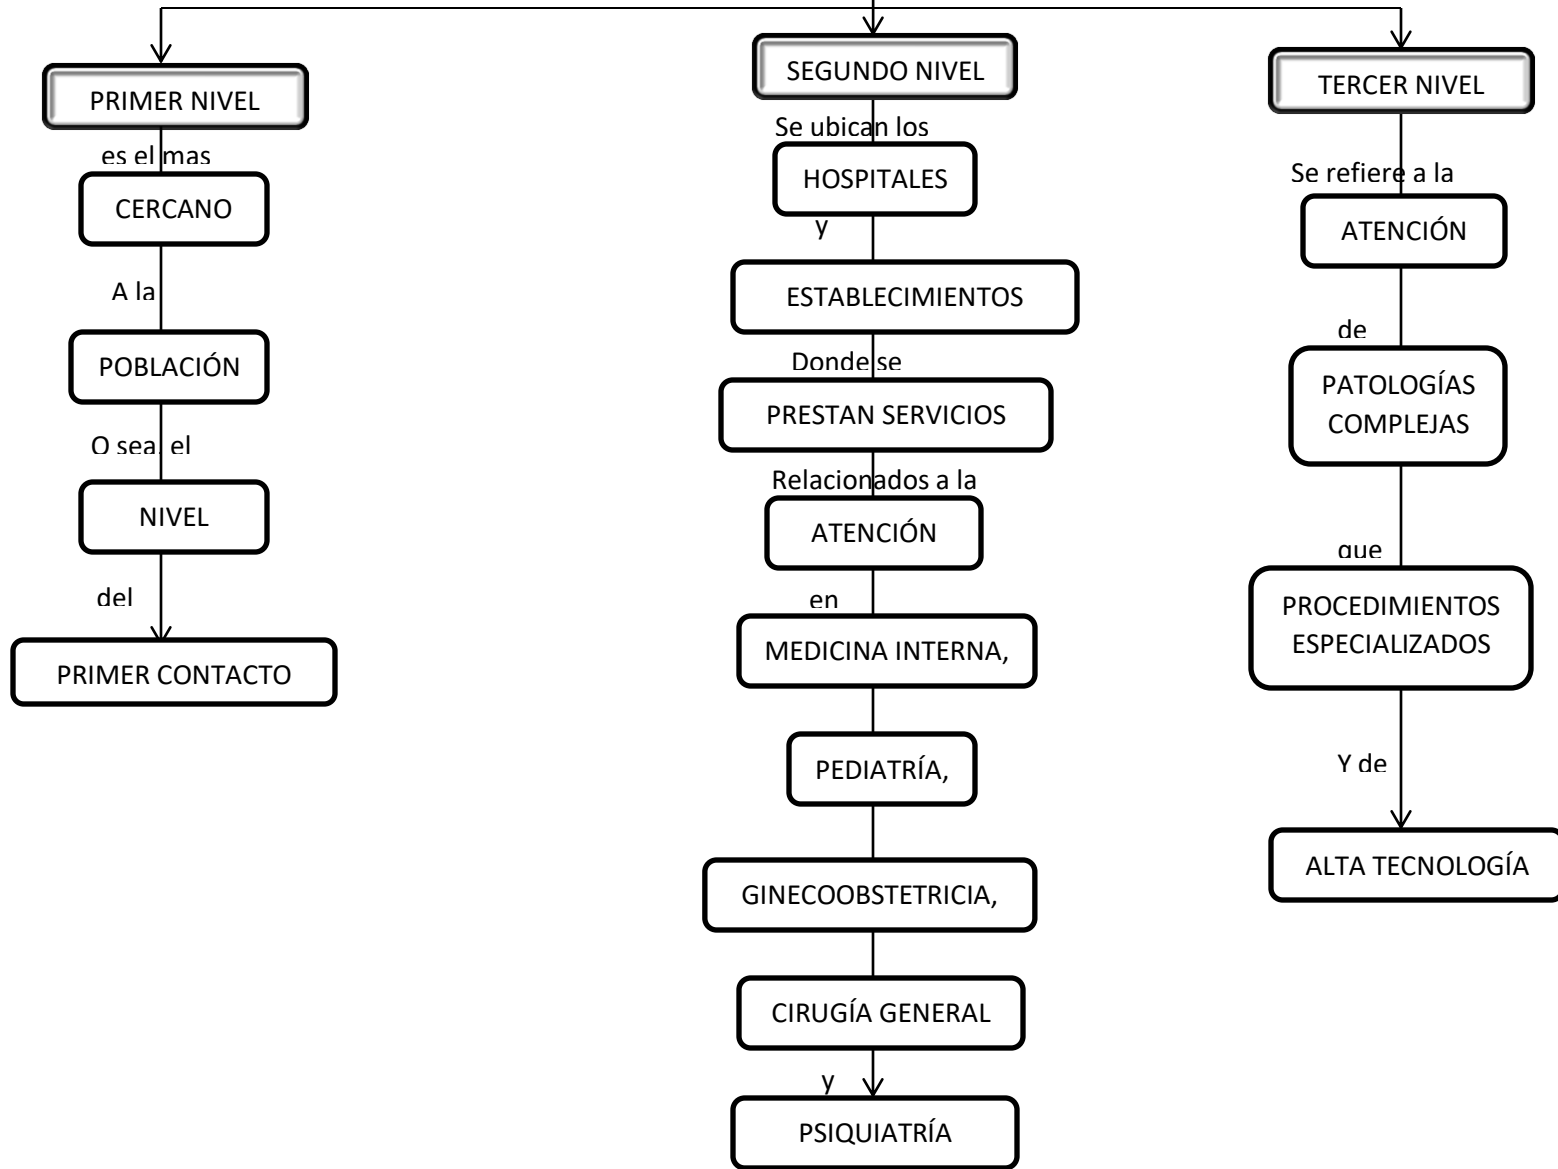 PRIMER NIVEL
es el mas
CERCANO
A la
POBLACIÓN
O sea, el
NIVEL
del
PRIMER CONTACTO
SEGUNDO NIVEL
Se ubican los
HOSPITALES
y
ESTABLECIMIENTOS
Donde se
PRESTAN SERVICIOS
Relacionados a la
ATENCIÓN
en
MEDICINA INTERNA,
PEDIATRÍA,
GINECOOBSTETRICIA,
CIRUGÍA GENERAL
y
PSIQUIATRÍA
TERCER NIVEL
Se refiere a la
ATENCIÓN
de
PATOLOGÍAS
COMPLEJAS
que
PROCEDIMIENTOS
ESPECIALIZADOS
Y de
ALTA TECNOLOGÍA